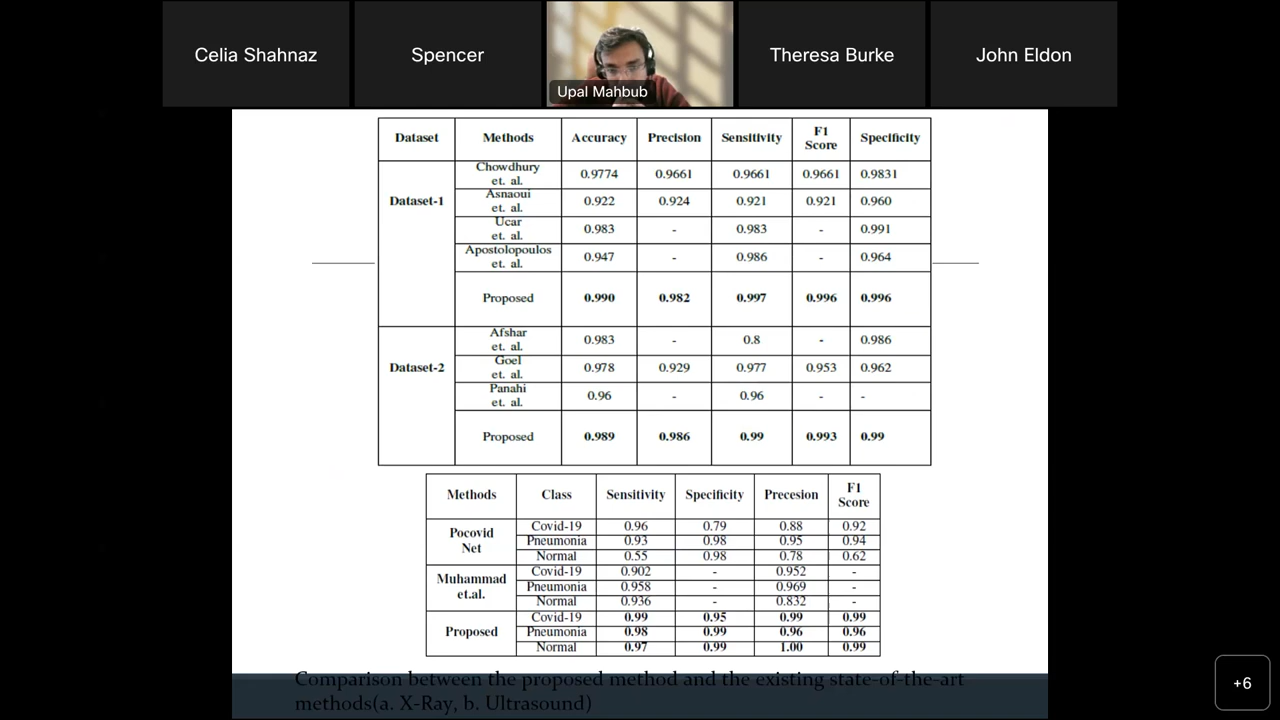 Celia Shahnaz
Spencer
Upal Mahbub
Theresa Burke
John Eldon
Dataset Methods Accuracy Precision Sensitivity F1 Score Specificity
Dataset-1
Chowdhury et. al. 0.9774 0.9661 0.9661 0.9661 0.9831
Asnaoui et. al. 0.922 0.924 0.921 0.921 0.960
Ucar et. al. 0.983 - 0.983 - 0.991
Apostolopoulos et. al. 0.947 - 0.986 - 0.964
Proposed 0.990 0.982 0.997 0.996 0.996
Dataset-2
Afshar et. al. 0.983 - 0.8 - 0.986
Goel et. al. 0.978 0.929 0.977 0.953 0.962
Panahi et. al. 0.96 - 0.96 - -
Proposed 0.989 0.986 0.99 0.993 0.99
Methods Class Sensitivity Specificity Precesion F1 Score
Pocovid Net
Covid-19 0.96 0.79 0.88 0.92
Pneumonia 0.93 0.98 0.95 0.94
Normal 0.55 0.98 0.78 0.62
Muhammad et.al.
Covid-19 0.902 - 0.952 -
Pneumonia 0.958 - 0.969 -
Normal 0.936 - 0.832 -
Proposed
Covid-19 0.99 0.95 0.99 0.99
Pneumonia 0.98 0.99 0.96 0.96
Normal 0.97 0.99 1.00 0.99
Comparison between the proposed method and the existing state-of-the-art
methods(a. X-Ray, b. Ultrasound)
+6